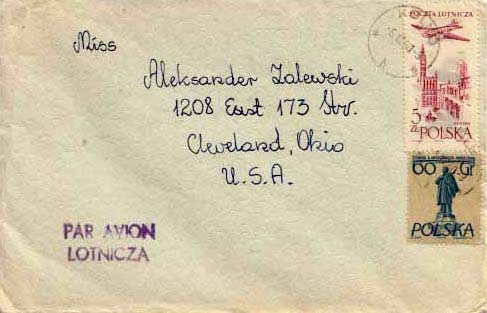 Miss
Aleksander Zalewski
1208 East 173 Str.
Cleveland, Ohio
U.S.A.
PAR AVION
LOTNICZA
POCZTA LOTNICZA
5 ZŁ
POLSKA
60 Gr
POLSKA